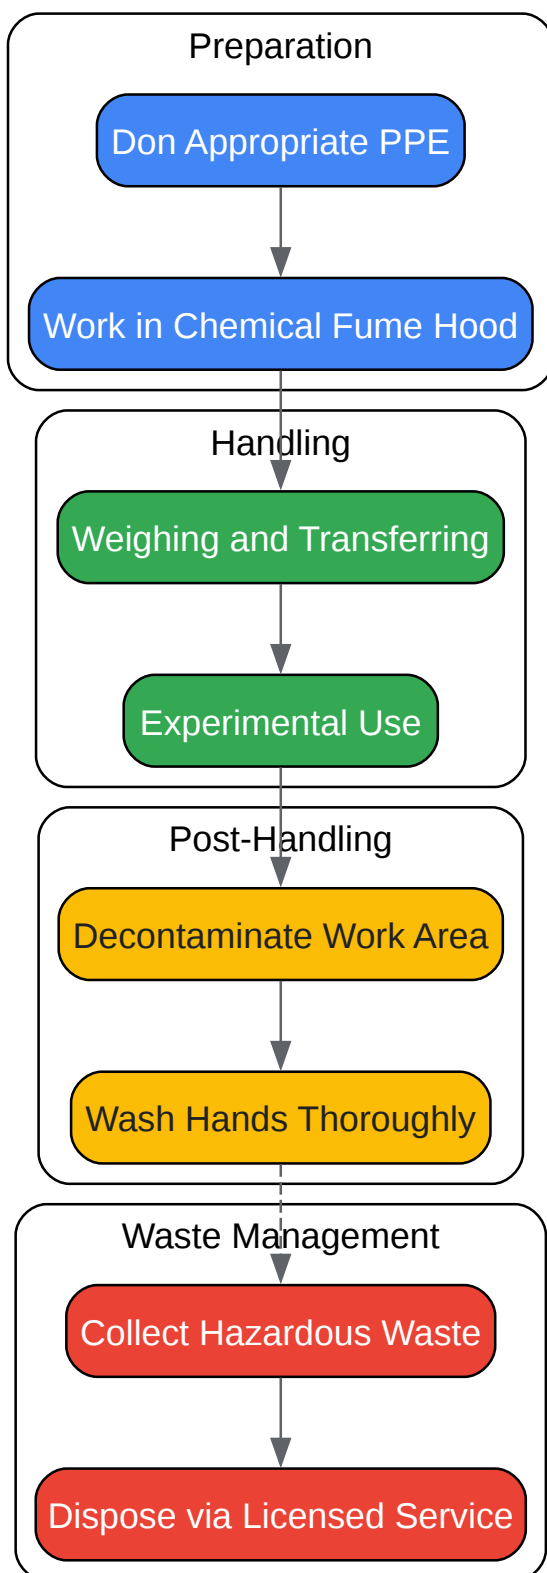 Preparation
Don Appropriate PPE
Work in Chemical Fume Hood
Handling
Weighing and Transferring
Experimental Use
Post-Handling
Decontaminate Work Area
Wash Hands Thoroughly
Waste Management
Collect Hazardous Waste
Dispose via Licensed Service